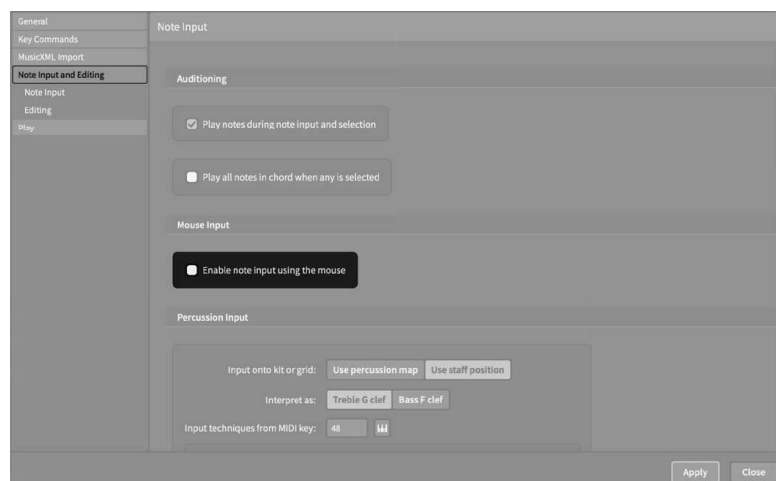 General
Key Commands
MusicXML Import
Note Input and Editing
Note Input
Editing
Play
Note Input
Auditioning
Play notes during note input and selection
Play all notes in chord when any is selected
Mouse Input
Enable note input using the mouse
Percussion Input
Input onto kit or grid: Use percussion map Use staff position
Interpret as: Treble G clef Bass F clef
Input techniques from MIDI key: 48
Apply Close